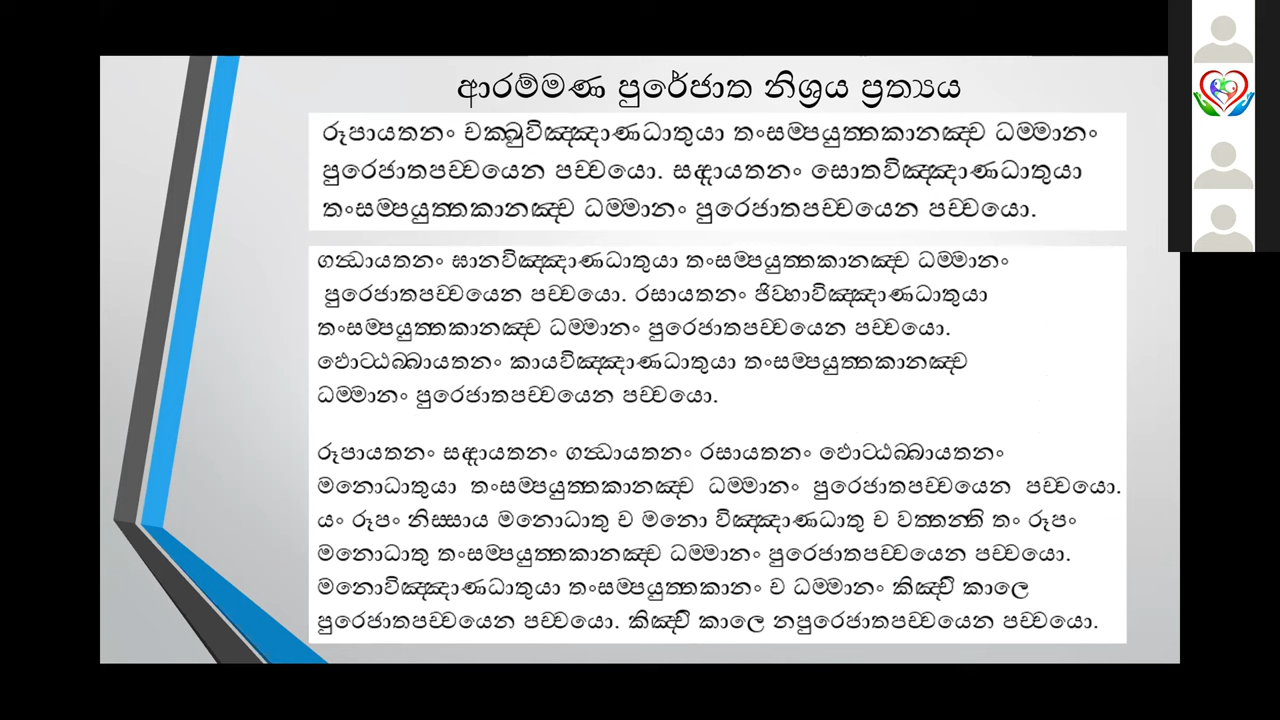 ආරම්මණ පුරේජාත නිශ්‍රය ප්‍රත්‍යය
රූපායතනං චක්ඛුවිඤ්ඤාණධාතුයා තංසම්පයුත්තකානඤ්ච ධම්මානං
පුරෙජාතපච්චයෙන පච්චයො. සද්දායතනං සොතවිඤ්ඤාණධාතුයා
තංසම්පයුත්තකානඤ්ච ධම්මානං පුරෙජාතපච්චයෙන පච්චයො.
ගන්ධායතනං ඝානවිඤ්ඤාණධාතුයා තංසම්පයුත්තකානඤ්ච ධම්මානං
පුරෙජාතපච්චයෙන පච්චයො. රසායතනං ජිව්හාවිඤ්ඤාණධාතුයා
තංසම්පයුත්තකානඤ්ච ධම්මානං පුරෙජාතපච්චයෙන පච්චයො.
ඵොට්ඨබ්බායතනං කායවිඤ්ඤාණධාතුයා තංසම්පයුත්තකානඤ්ච
ධම්මානං පුරෙජාතපච්චයෙන පච්චයො.
රූපායතනං සද්දායතනං ගන්ධායතනං රසායතනං ඵොට්ඨබ්බායතනං
මනොධාතුයා තංසම්පයුත්තකානඤ්ච ධම්මානං පුරෙජාතපච්චයෙන පච්චයො.
යං රූපං නිස්සාය මනොධාතු ච මනො විඤ්ඤාණධාතු ච වත්තන්ති තං රූපං
මනොධාතු තංසම්පයුත්තකානඤ්ච ධම්මානං පුරෙජාතපච්චයෙන පච්චයො.
මනොවිඤ්ඤාණධාතුයා තංසම්පයුත්තකානං ච ධම්මානං කිඤ්චි කාලෙ
පුරෙජාතපච්චයෙන පච්චයො. කිඤ්චි කාලෙ නපුරෙජාතපච්චයෙන පච්චයො.